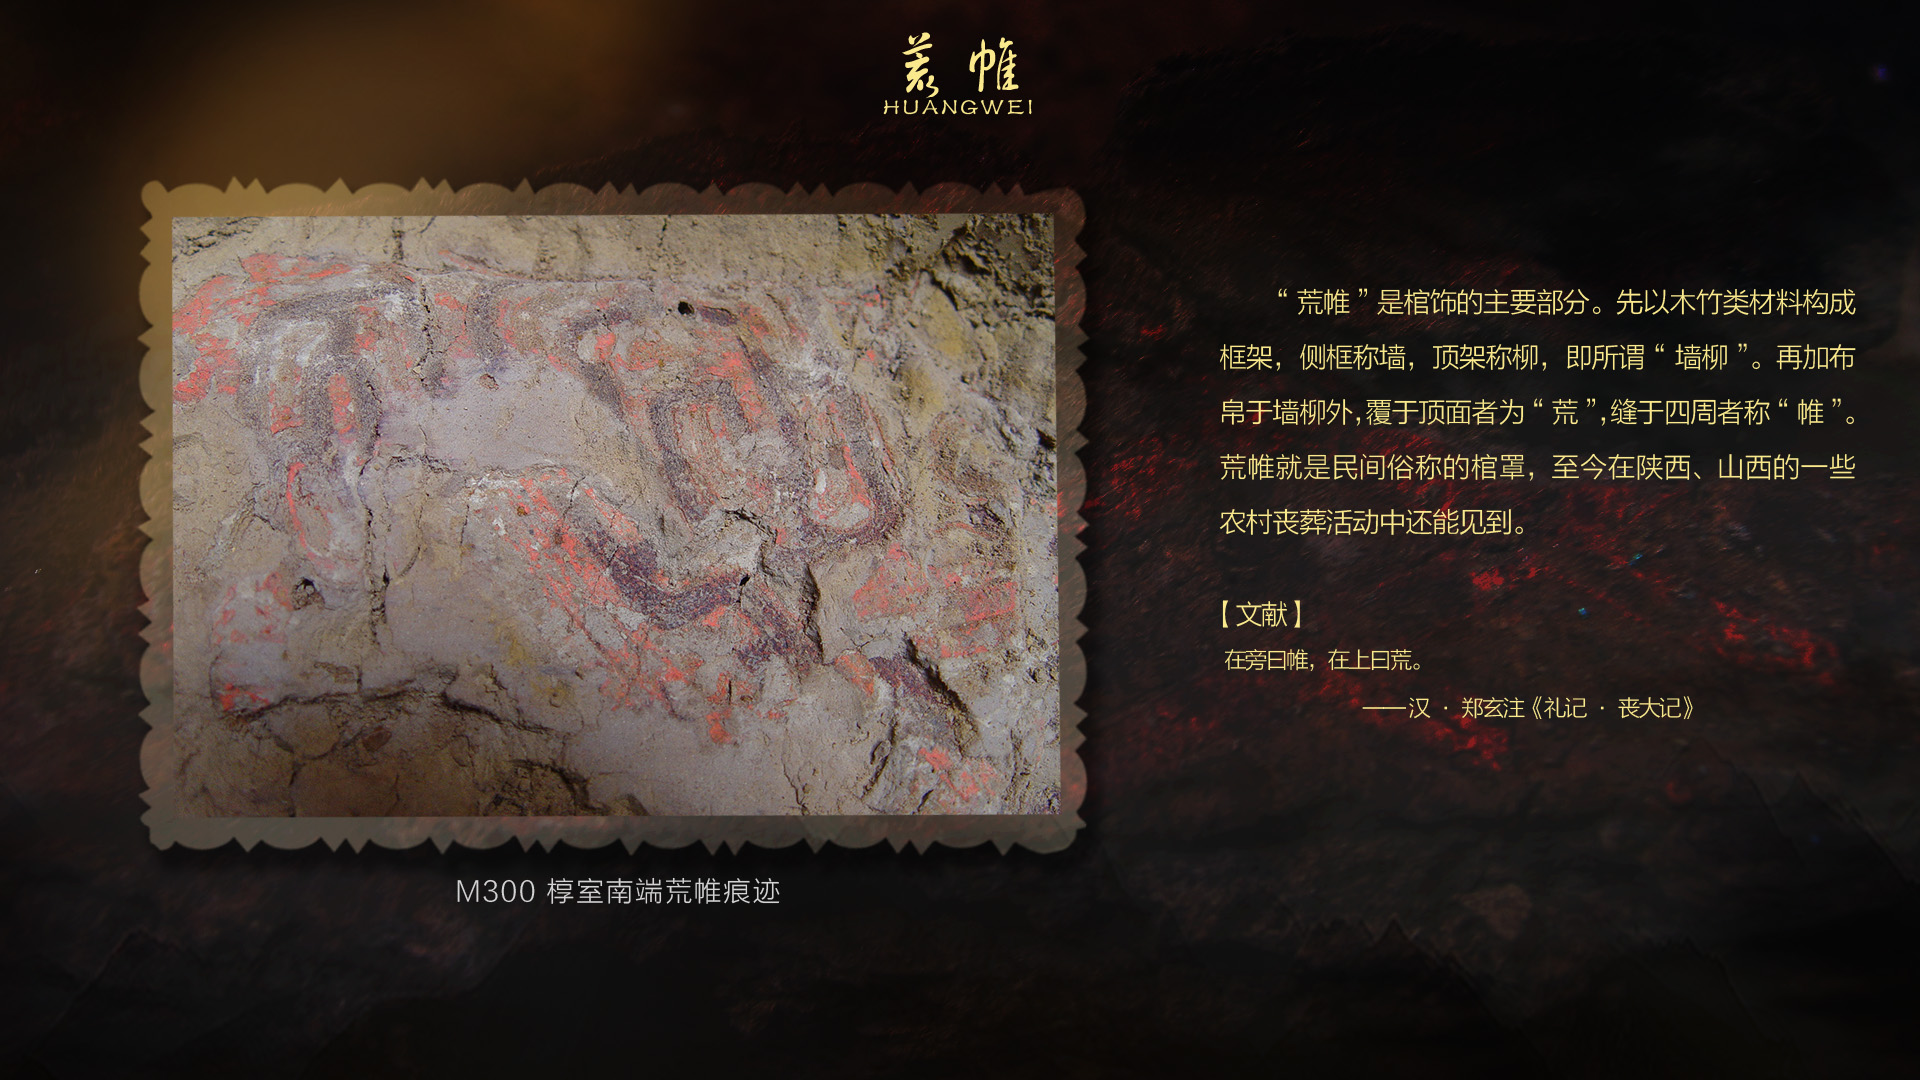 荒帷
HUANGWEI
“荒帷”是棺饰的主要部分。先以木竹类材料构成
框架，侧框称墙，顶架称柳，即所谓“墙柳”。再加布
帛于墙柳外，覆于顶面者为“荒”，缝于四周者称“帷”。
荒帷就是民间俗称的棺罩，至今在陕西、山西的一些
农村丧葬活动中还能见到。
【文献】
在旁曰帷，在上曰荒。
——汉 · 郑玄注《礼记 · 丧大记》
M300 椁室南端荒帷痕迹